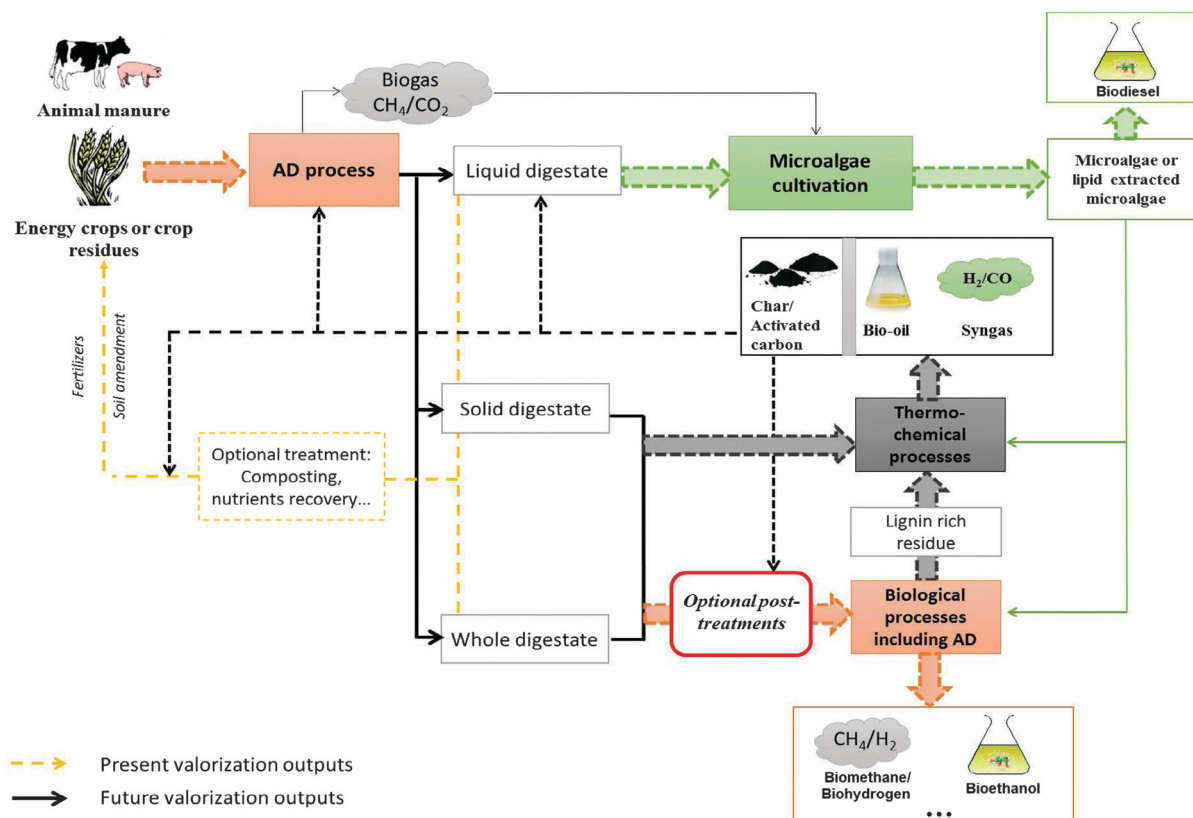 Animal manure
Energy crops or crop
residues
Biogas
CH₄/CO₂
AD process
Liquid digestate
Microalgae
cultivation
Biodiesel
Microalgae or
lipid extracted
microalgae
Char/
Activated
carbon
Bio-oil
H₂/CO
Syngas
Fertilizers
Soil amendment
Solid digestate
Thermo-
chemical
processes
Optional treatment:
Composting,
nutrients recovery...
Lignin rich
residue
Optional post-
treatments
Biological
processes
including AD
Whole digestate
CH₄/H₂
Biomethane/
Biohydrogen
Bioethanol
...
Present valorization outputs
Future valorization outputs